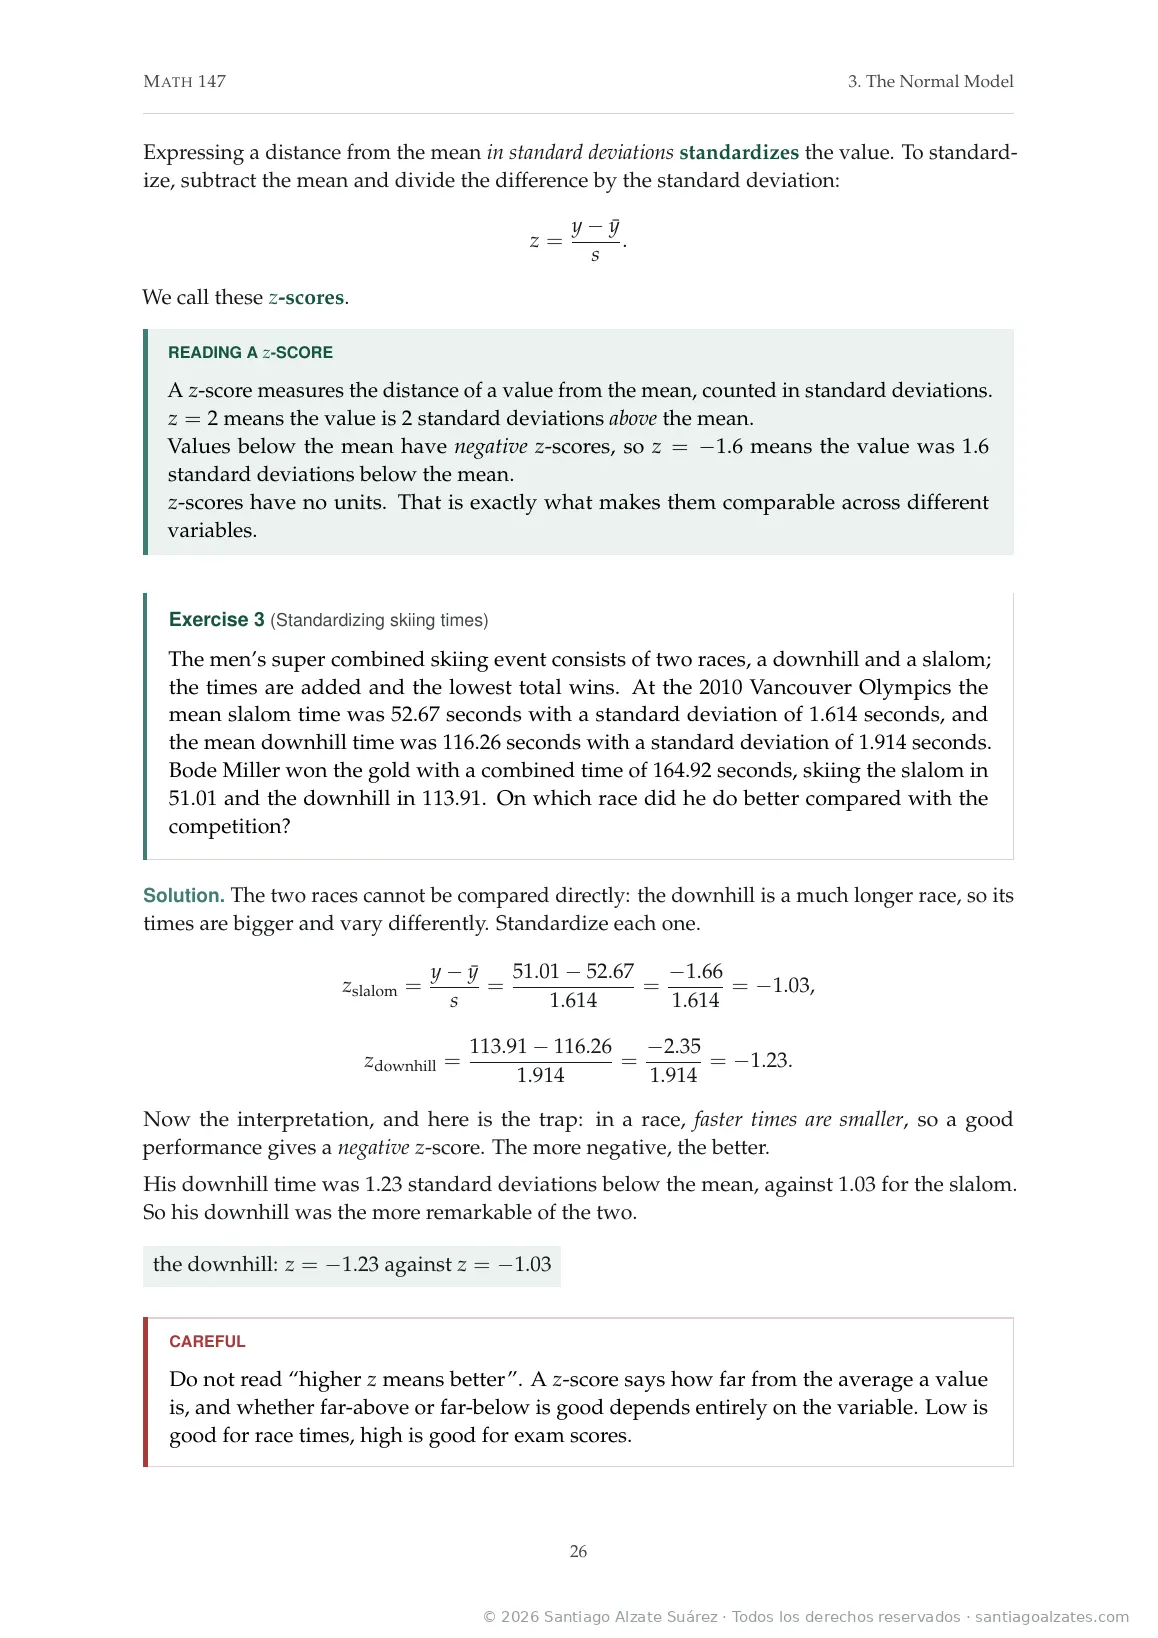 MATH 147
3. The Normal Model
Expressing a distance from the mean in standard deviations standardizes the value. To standard-
ize, subtract the mean and divide the difference by the standard deviation:
z = (y − ȳ) / s.
We call these z-scores.
READING A z-SCORE
A z-score measures the distance of a value from the mean, counted in standard deviations.
z = 2 means the value is 2 standard deviations above the mean.
Values below the mean have negative z-scores, so z = −1.6 means the value was 1.6
standard deviations below the mean.
z-scores have no units. That is exactly what makes them comparable across different
variables.
Exercise 3 (Standardizing skiing times)
The men’s super combined skiing event consists of two races, a downhill and a slalom;
the times are added and the lowest total wins. At the 2010 Vancouver Olympics the
mean slalom time was 52.67 seconds with a standard deviation of 1.614 seconds, and
the mean downhill time was 116.26 seconds with a standard deviation of 1.914 seconds.
Bode Miller won the gold with a combined time of 164.92 seconds, skiing the slalom in
51.01 and the downhill in 113.91. On which race did he do better compared with the
competition?
Solution. The two races cannot be compared directly: the downhill is a much longer race, so its
times are bigger and vary differently. Standardize each one.
z_slalom = (y − ȳ) / s = (51.01 − 52.67) / 1.614 = −1.66 / 1.614 = −1.03,
z_downhill = (113.91 − 116.26) / 1.914 = −2.35 / 1.914 = −1.23.
Now the interpretation, and here is the trap: in a race, faster times are smaller, so a good
performance gives a negative z-score. The more negative, the better.
His downhill time was 1.23 standard deviations below the mean, against 1.03 for the slalom.
So his downhill was the more remarkable of the two.
the downhill: z = −1.23 against z = −1.03
CAREFUL
Do not read “higher z means better”. A z-score says how far from the average a value
is, and whether far-above or far-below is good depends entirely on the variable. Low is
good for race times, high is good for exam scores.
26
© 2026 Santiago Alzate Suárez · Todos los derechos reservados · santiagoalzates.com